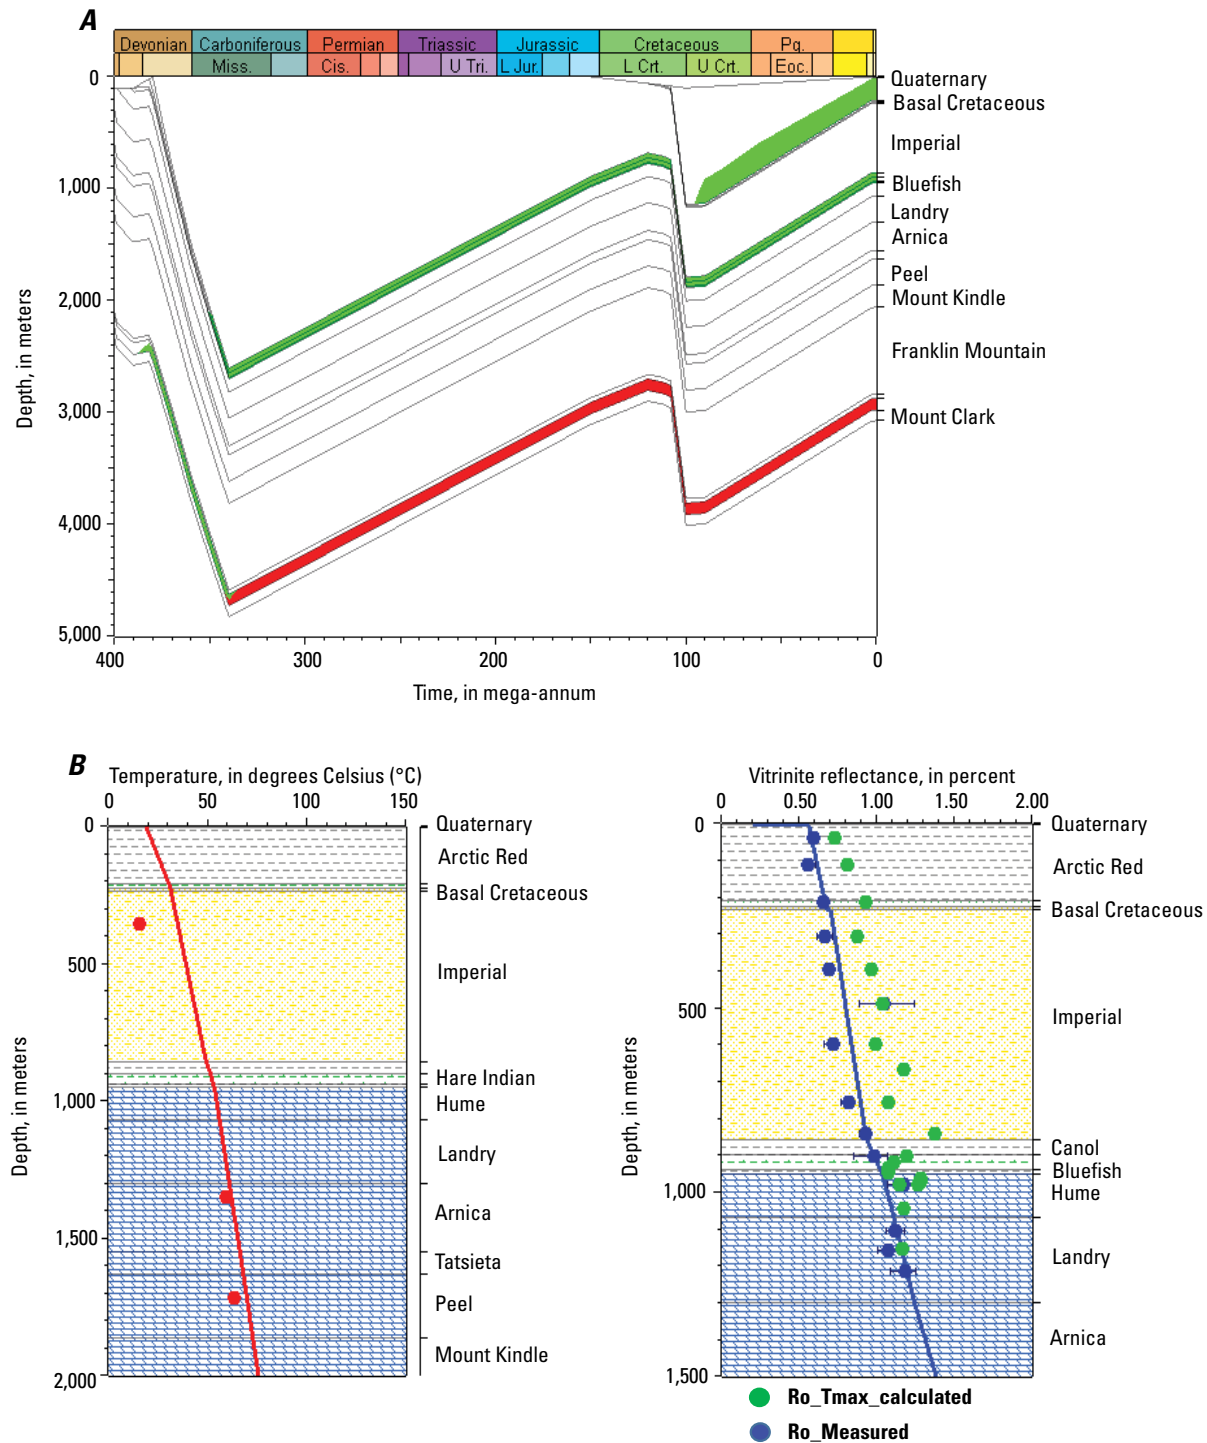 A
Devonian Carboniferous Permian Triassic Jurassic Cretaceous Pg.
Miss. Cis. U Tri. L Jur. L Crt. U Crt. Eoc.
0
1,000
2,000
3,000
4,000
5,000
Depth, in meters
400 300 200 100 0
Time, in mega-annum
Quaternary
Basal Cretaceous
Imperial
Bluefish
Landry
Arnica
Peel
Mount Kindle
Franklin Mountain
Mount Clark
B
Temperature, in degrees Celsius (°C)
0 50 100 150
0
500
1,000
1,500
2,000
Depth, in meters
Quaternary
Arctic Red
Basal Cretaceous
Imperial
Hare Indian
Hume
Landry
Arnica
Tatsieta
Peel
Mount Kindle
Vitrinite reflectance, in percent
0 0.50 1.00 1.50 2.00
0
500
1,000
1,500
Depth, in meters
Quaternary
Arctic Red
Basal Cretaceous
Imperial
Canol
Bluefish
Hume
Landry
Arnica
Ro_Tmax_calculated
Ro_Measured